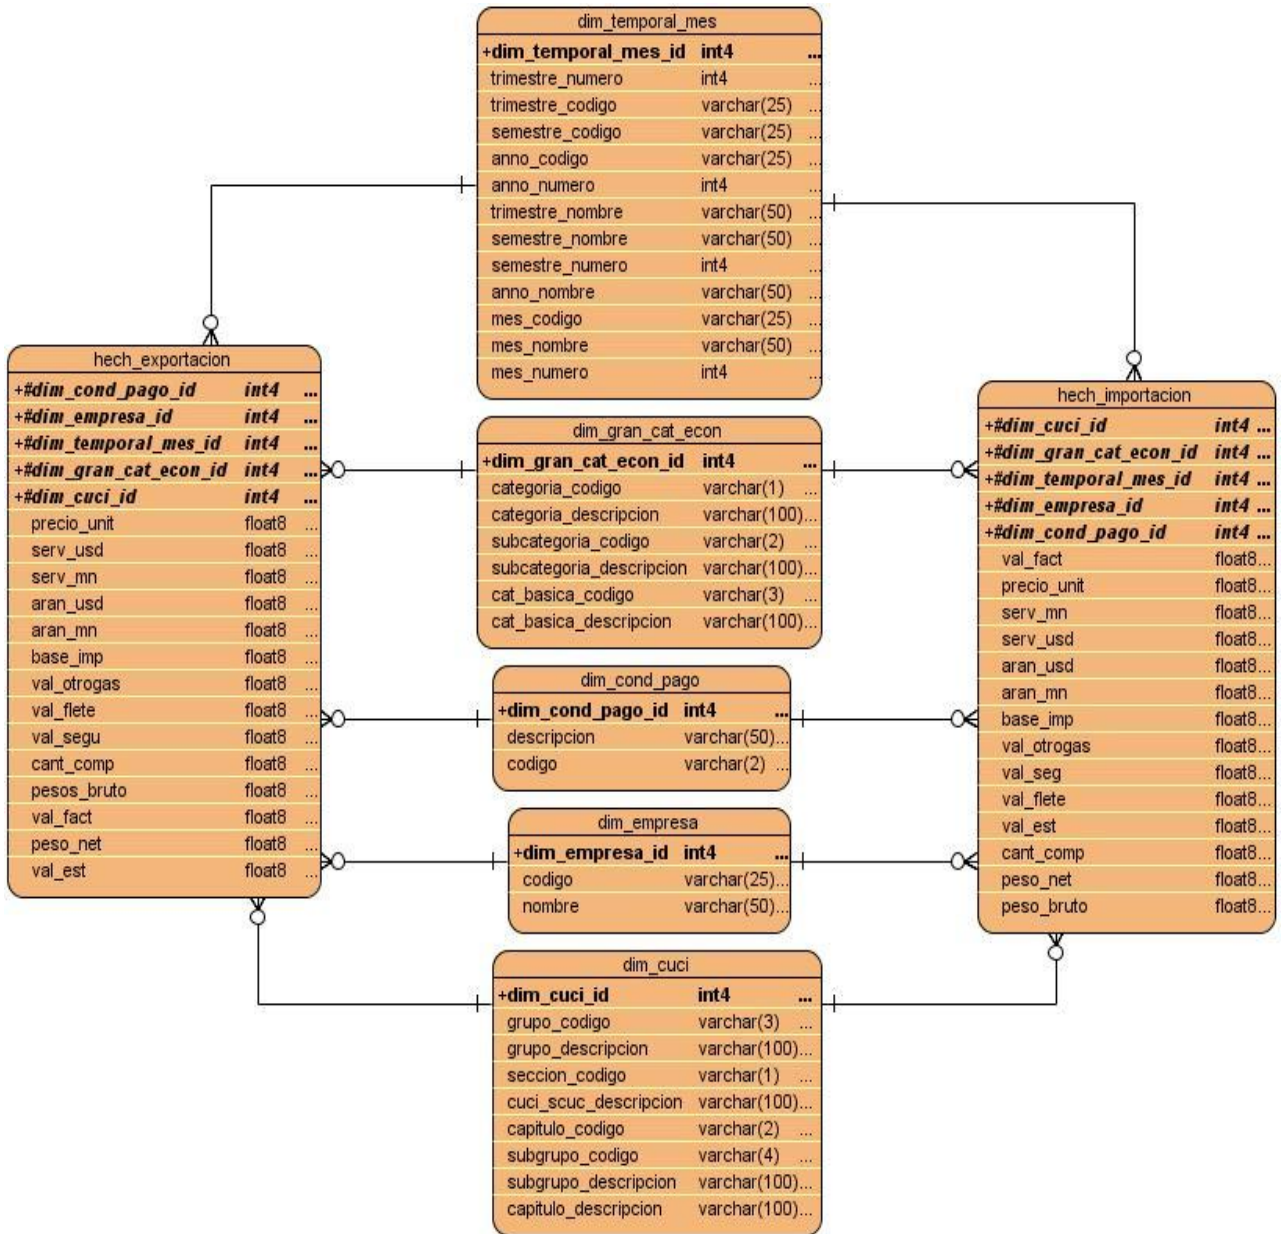 dim_temporal_mes
+dim_temporal_mes_id int4 ...
trimestre_numero int4 ...
trimestre_codigo varchar(25) ...
semestre_codigo varchar(25) ...
anno_codigo varchar(25) ...
anno_numero int4 ...
trimestre_nombre varchar(50) ...
semestre_nombre varchar(50) ...
semestre_numero int4 ...
anno_nombre varchar(50) ...
mes_codigo varchar(25) ...
mes_nombre varchar(50) ...
mes_numero int4 ...
hech_exportacion
+#dim_cond_pago_id int4 ...
+#dim_empresa_id int4 ...
+#dim_temporal_mes_id int4 ...
+#dim_gran_cat_econ_id int4 ...
+#dim_cuci_id int4 ...
precio_unit float8 ...
serv_usd float8 ...
serv_mn float8 ...
aran_usd float8 ...
aran_mn float8 ...
base_imp float8 ...
val_otrogas float8 ...
val_flete float8 ...
val_segu float8 ...
cant_comp float8 ...
pesos_bruto float8 ...
val_fact float8 ...
peso_net float8 ...
val_est float8 ...
dim_gran_cat_econ
+dim_gran_cat_econ_id int4 ...
categoria_codigo varchar(1) ...
categoria_descripcion varchar(100)...
subcategoria_codigo varchar(2) ...
subcategoria_descripcion varchar(100)...
cat_basica_codigo varchar(3) ...
cat_basica_descripcion varchar(100)...
dim_cond_pago
+dim_cond_pago_id int4 ...
descripcion varchar(50)...
codigo varchar(2) ...
dim_empresa
+dim_empresa_id int4 ...
codigo varchar(25)...
nombre varchar(50)...
dim_cuci
+dim_cuci_id int4 ...
grupo_codigo varchar(3) ...
grupo_descripcion varchar(100)...
seccion_codigo varchar(1) ...
cuci_scuc_descripcion varchar(100)...
capitulo_codigo varchar(2) ...
subgrupo_codigo varchar(4) ...
subgrupo_descripcion varchar(100)...
capitulo_descripcion varchar(100)...
hech_importacion
+#dim_cuci_id int4 ...
+#dim_gran_cat_econ_id int4 ...
+#dim_temporal_mes_id int4 ...
+#dim_empresa_id int4 ...
+#dim_cond_pago_id int4 ...
val_fact float8...
precio_unit float8...
serv_mn float8...
serv_usd float8...
aran_usd float8...
aran_mn float8...
base_imp float8...
val_otrogas float8...
val_seg float8...
val_flete float8...
val_est float8...
cant_comp float8...
peso_net float8...
peso_bruto float8...